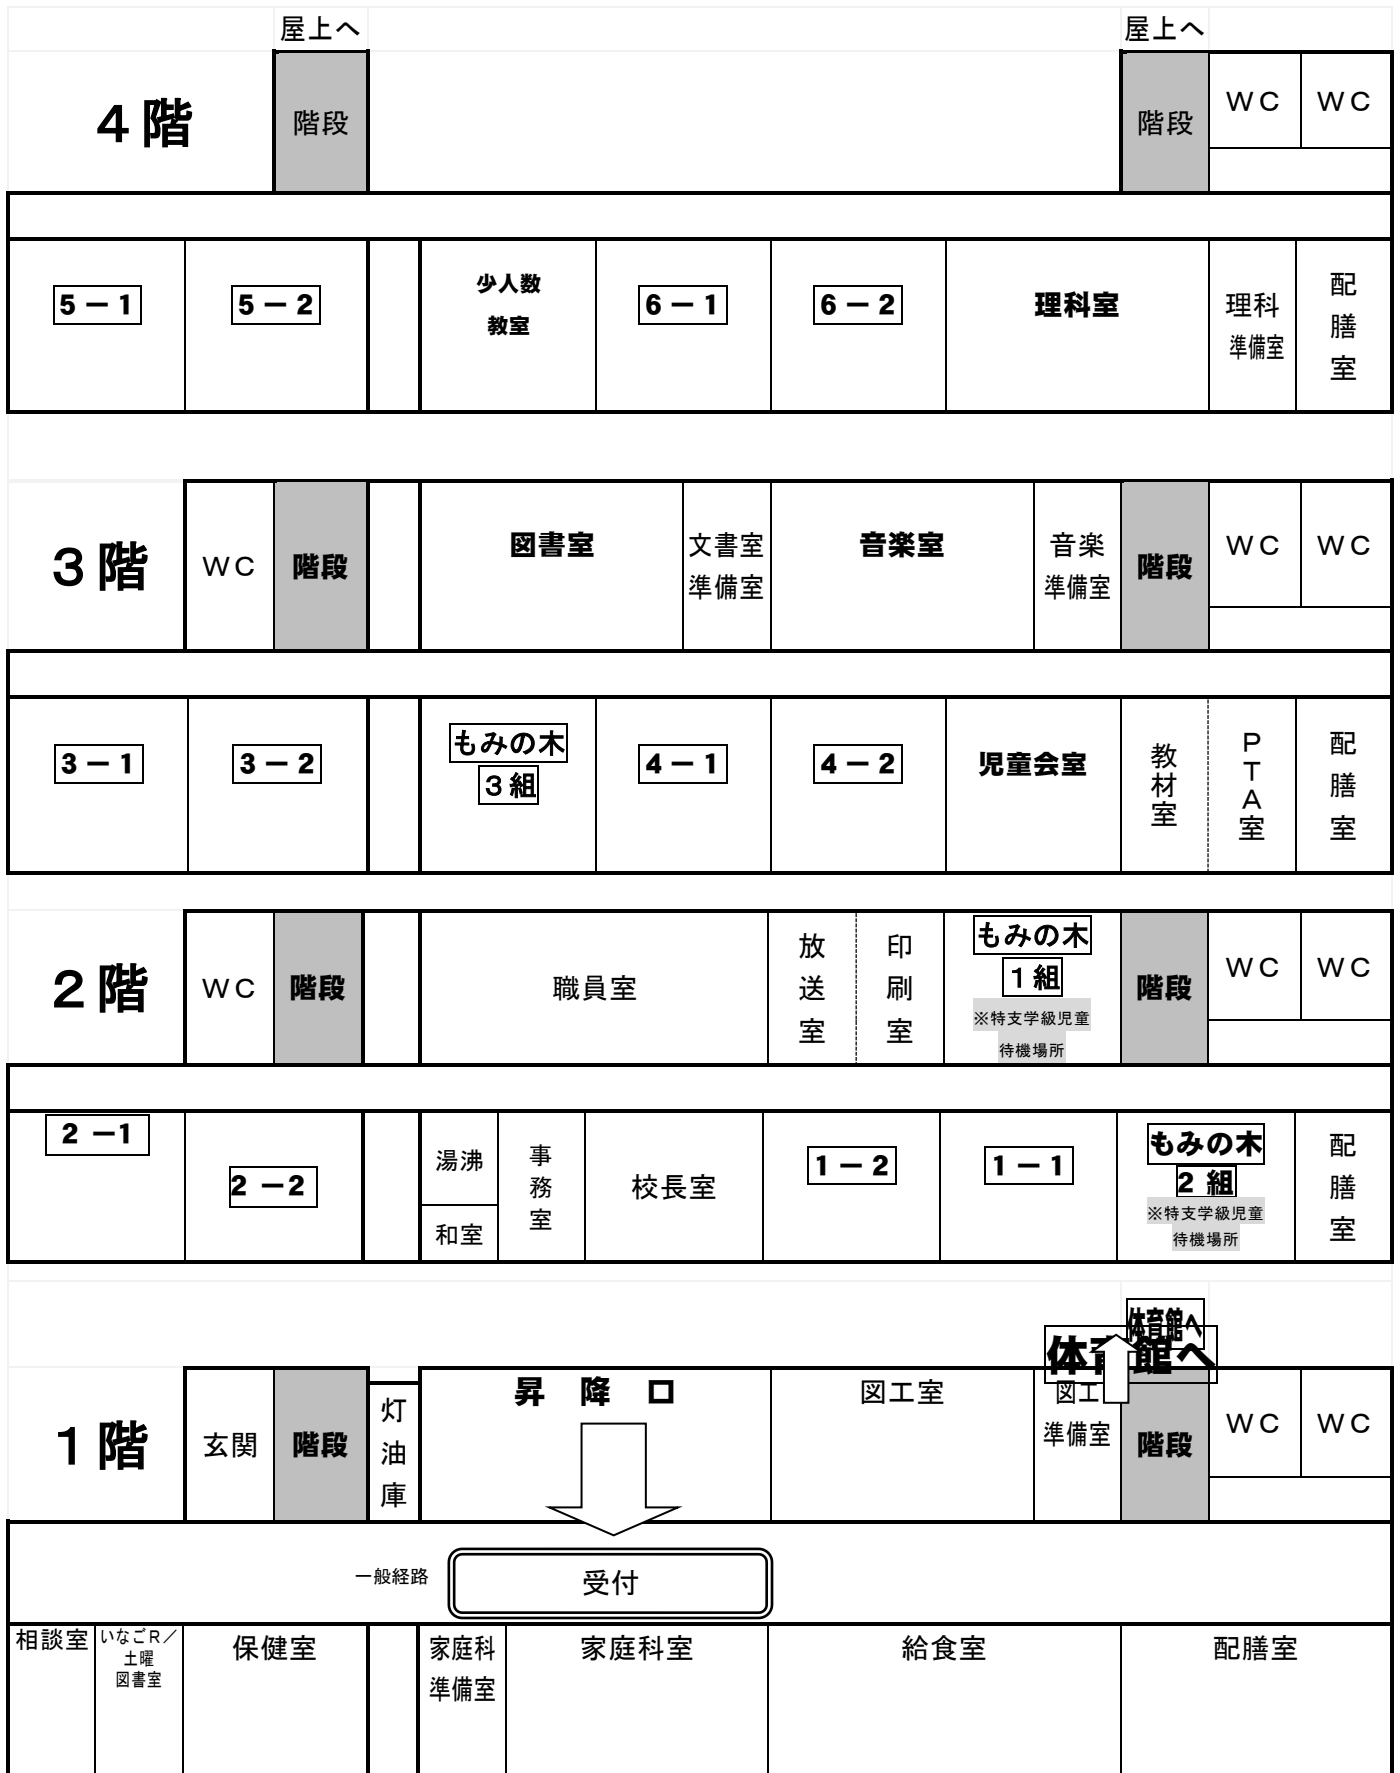 屋上へ 屋上へ
４階 階段 階段 ＷＣ ＷＣ
５－１ ５－２ 少人数 ６－１ ６－２ 理科室 理科 配膳室
教室 準備室
３階 ＷＣ 階段 図書室 文書室 音楽室 音楽 階段 ＷＣ ＷＣ
準備室 準備室
３－１ ３－２ もみの木 ４－１ ４－２ 児童会室 教材室 ＰＴＡ室 配膳室
３組
２階 ＷＣ 階段 職員室 放送室 印刷室 もみの木 階段 ＷＣ ＷＣ
１組
※特支学級児童
待機場所
２－１ ２－２ 湯沸 事務室 校長室 １－２ １－１ もみの木 配膳室
和室 ２組
※特支学級児童
待機場所
体育館へ
体育館へ
１階 玄関 階段 灯油庫 昇降口 図工室 図工 階段 ＷＣ ＷＣ
準備室
一般経路 受付
相談室 いなごＲ／ 保健室 家庭科 家庭科室 給食室 配膳室
土曜 準備室
図書室